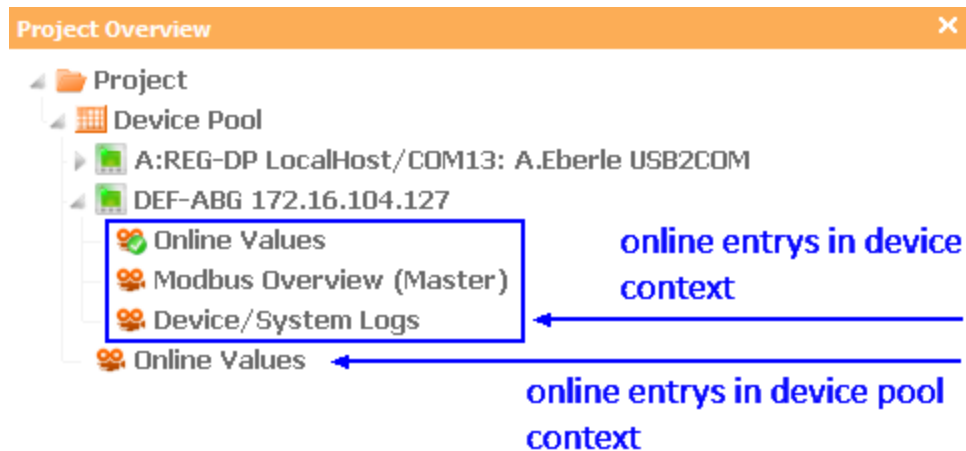 Project Overview
Project
Device Pool
A:REG-DP LocalHost/COM13: A.Eberle USB2COM
DEF-ABG 172.16.104.127
Online Values
Modbus Overview (Master)
Device/System Logs
Online Values
online entrys in device
context
online entrys in device pool
context